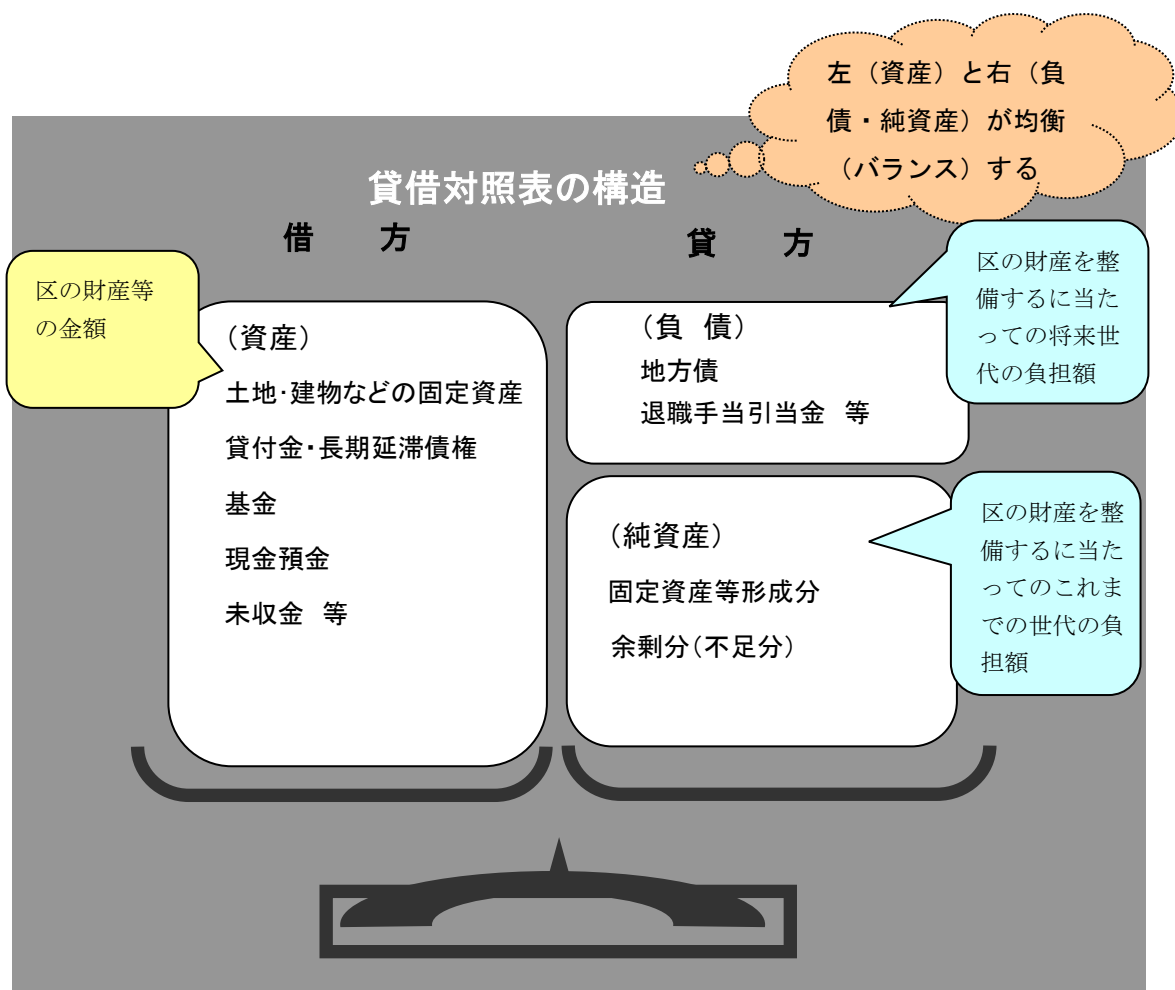 左（資産）と右（負
債・純資産）が均衡
（バランス）する
貸借対照表の構造
借　方
貸　方
区の財産等
の金額
（資産）
土地･建物などの固定資産
貸付金・長期延滞債権
基金
現金預金
未収金　等
（負　債）
地方債
退職手当引当金　等
区の財産を整
備するに当た
っての将来世
代の負担額
（純資産）
固定資産等形成分
余剰分（不足分）
区の財産を整
備するに当た
ってのこれま
での世代の負
担額